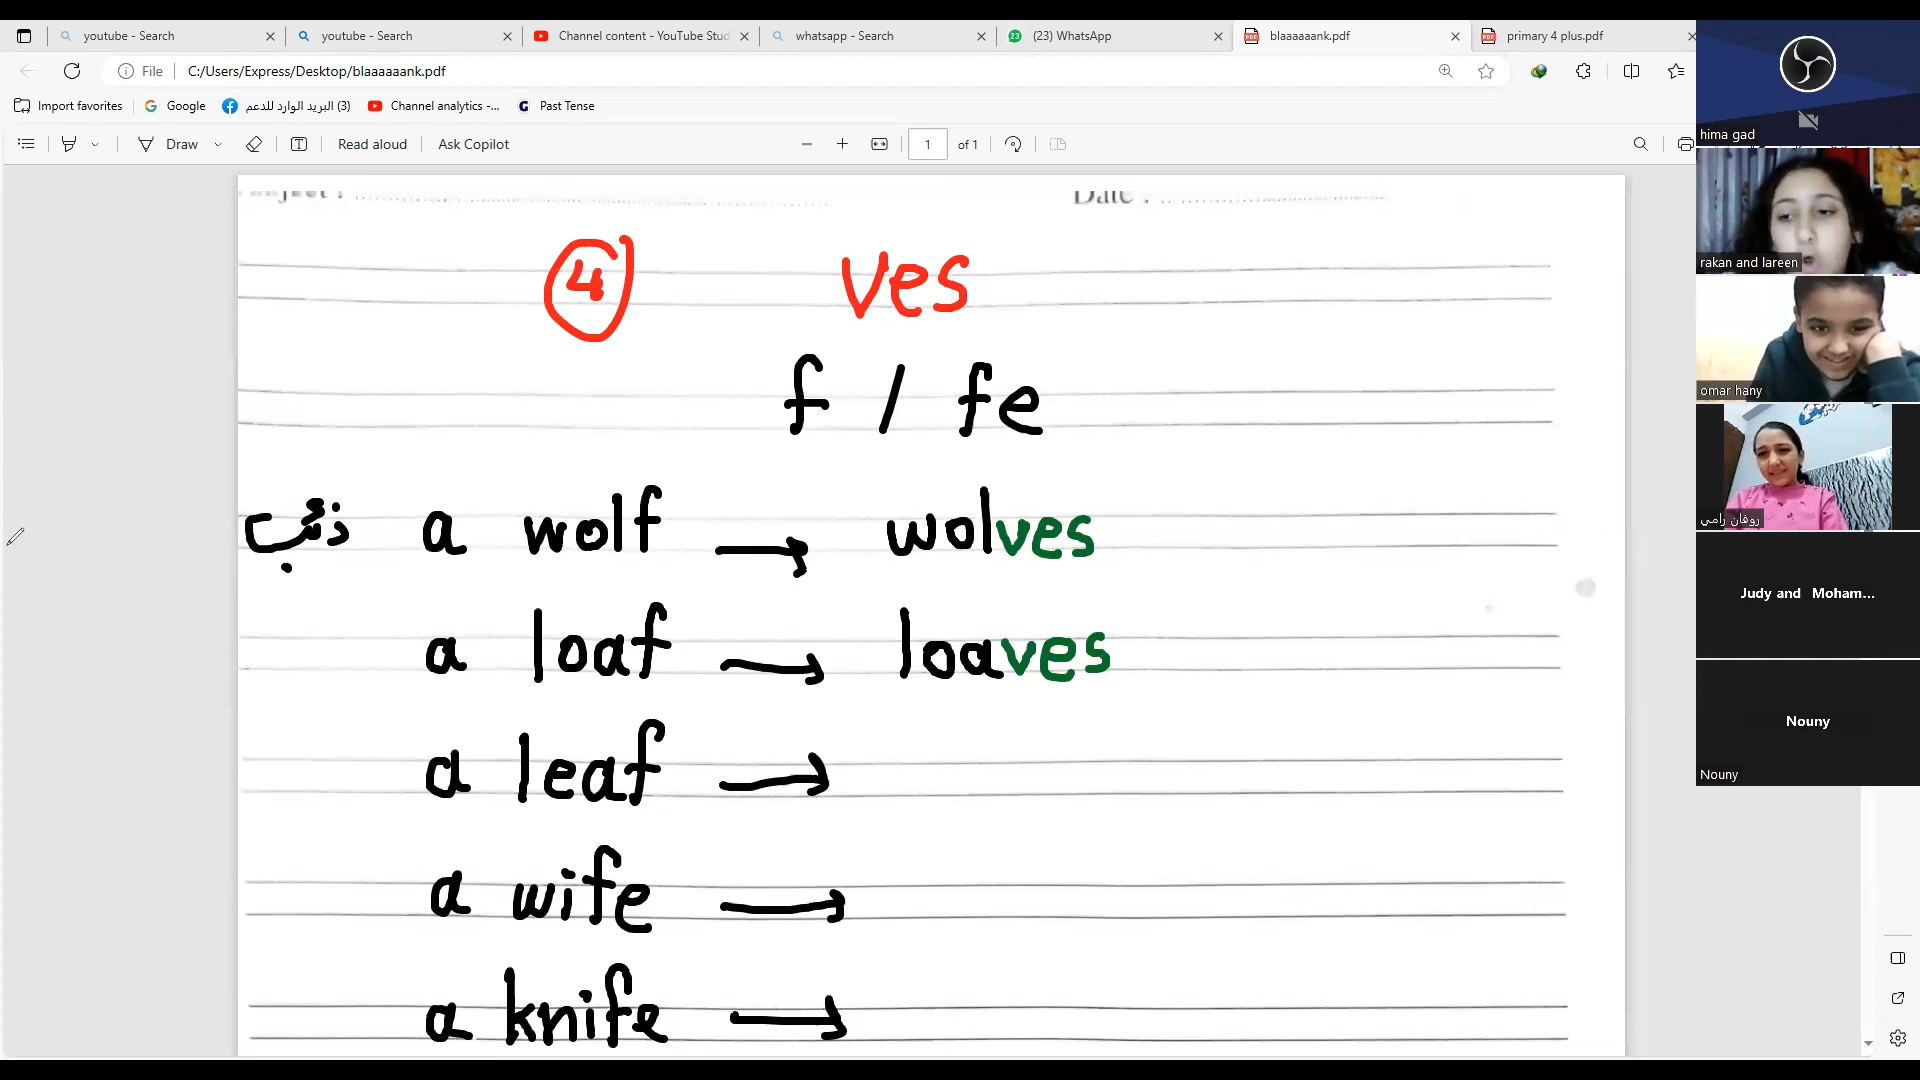 youtube - Search
youtube - Search
Channel content - YouTube Stud
whatsapp - Search
(23) WhatsApp
blaaaaaank.pdf
primary 4 plus.pdf
File C:/Users/Express/Desktop/blaaaaaank.pdf
Import favorites
Google
(3) البريد الوارد للدعم
Channel analytics -...
Past Tense
Draw
Read aloud
Ask Copilot
1 of 1
Date :
4 ves
f / fe
ذئب a wolf → wolves
a loaf → loaves
a leaf →
a wife →
a knife →
hima gad
rakan and lareen
omar hany
روفان رامي
Judy and Moham...
Nouny
Nouny